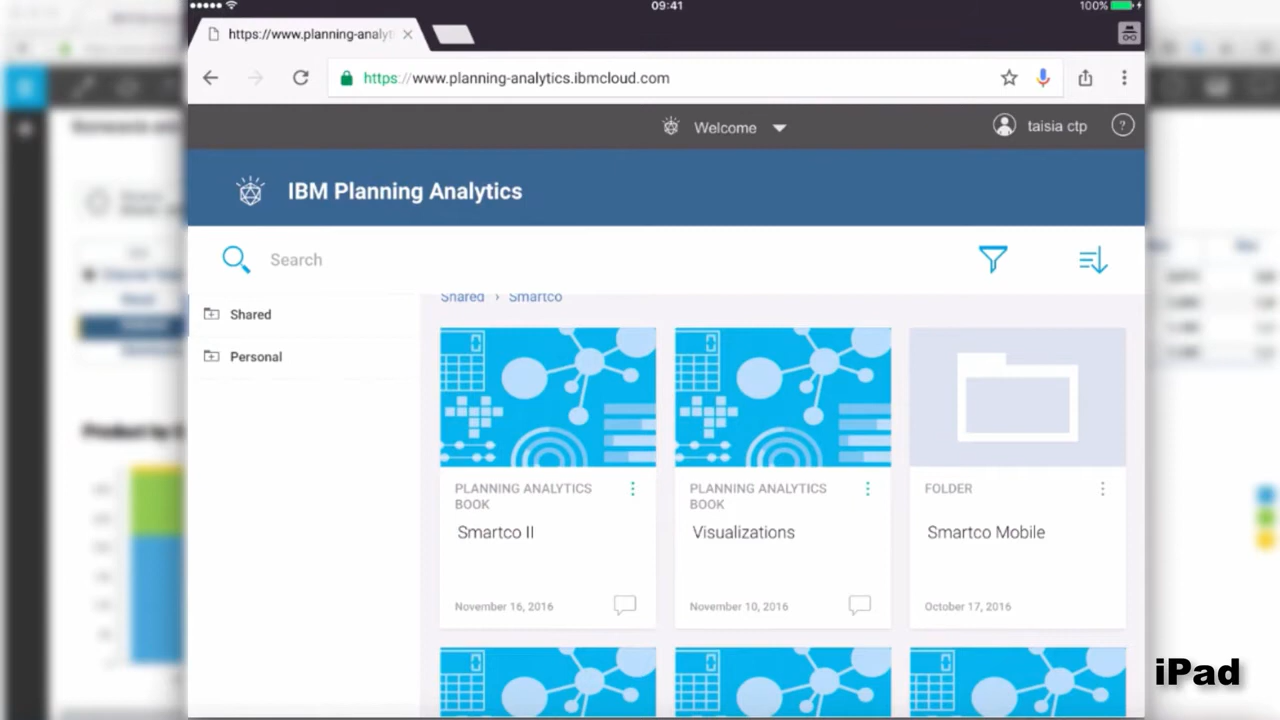 09:41
100%
https://www.planning-analyti
https://www.planning-analytics.ibmcloud.com
Welcome
taisia ctp
?
IBM Planning Analytics
Search
Shared
Personal
Shared › Smartco
PLANNING ANALYTICS
BOOK
Smartco II
November 16, 2016
PLANNING ANALYTICS
BOOK
Visualizations
November 10, 2016
FOLDER
Smartco Mobile
October 17, 2016
iPad